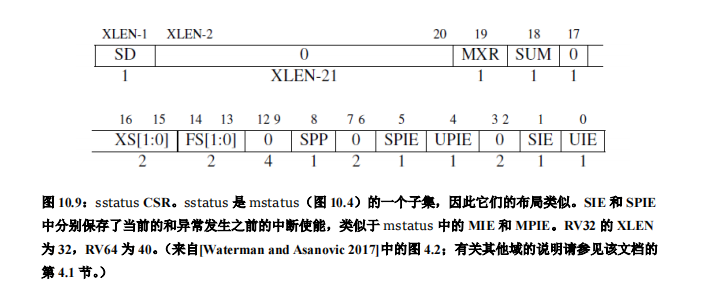 XLEN-1 XLEN-2 20 19 18 17
SD 0 MXR SUM 0
1 XLEN-21 1 1 1
16 15 14 13 12 9 8 7 6 5 4 3 2 1 0
XS[1:0] FS[1:0] 0 SPP 0 SPIE UPIE 0 SIE UIE
2 2 4 1 2 1 1 2 1 1
图 10.9：sstatus CSR。sstatus 是 mstatus（图 10.4）的一个子集，因此它们的布局类似。SIE 和 SPIE
中分别保存了当前的和异常发生之前的中断使能，类似于 mstatus 中的 MIE 和 MPIE。RV32 的 XLEN
为 32，RV64 为 40。（来自[Waterman and Asanovic 2017]中的图 4.2；有关其他域的说明请参见该文档的
第 4.1 节。）